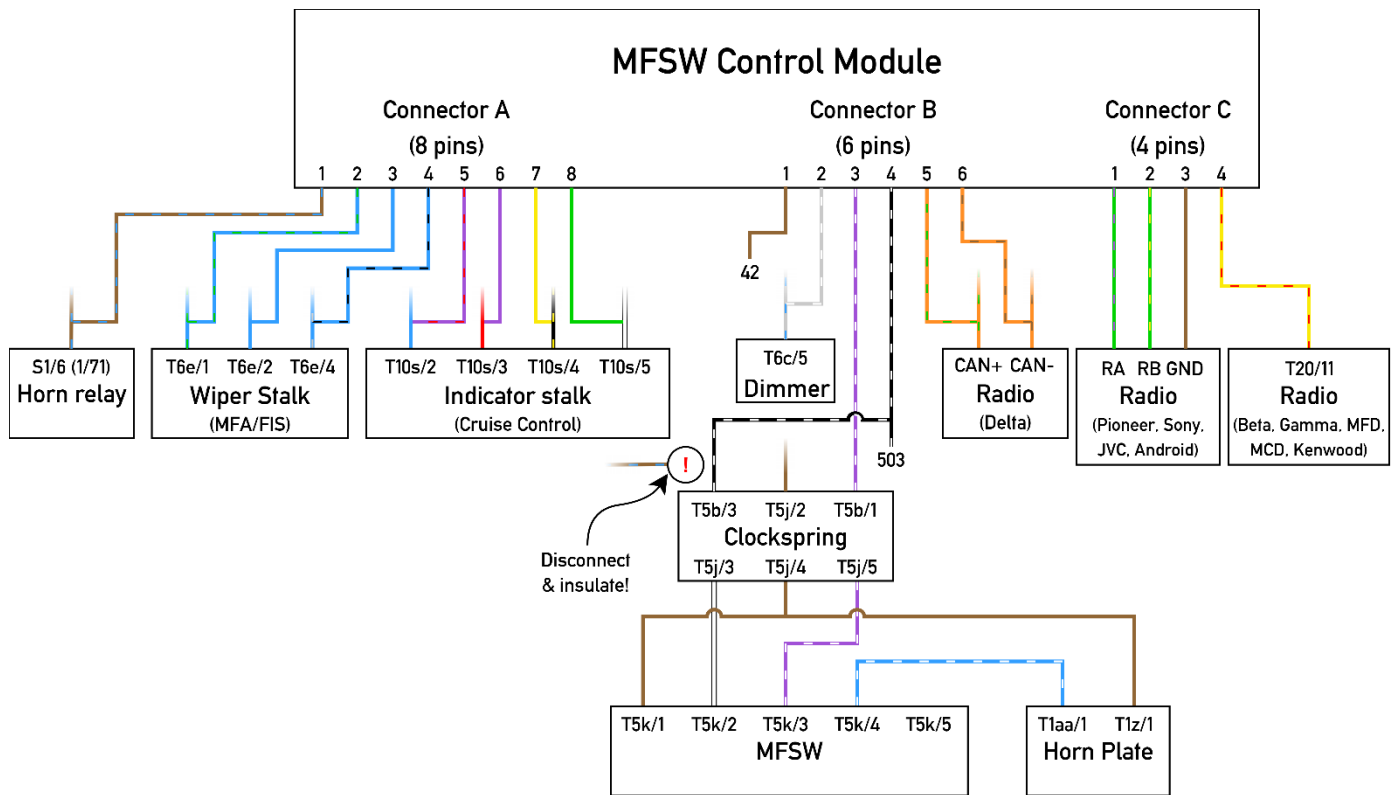 MFSW Control Module
Connector A
(8 pins)
1 2 3 4 5 6 7 8
Connector B
(6 pins)
1 2 3 4 5 6
Connector C
(4 pins)
1 2 3 4
42
S1/6 (1/71)
Horn relay
T6e/1 T6e/2 T6e/4
Wiper Stalk
(MFA/FIS)
T10s/2 T10s/3 T10s/4 T10s/5
Indicator stalk
(Cruise Control)
T6c/5
Dimmer
CAN+ CAN-
Radio
(Delta)
RA RB GND
Radio
(Pioneer, Sony,
JVC, Android)
T20/11
Radio
(Beta, Gamma, MFD,
MCD, Kenwood)
503
!
Disconnect
& insulate!
T5b/3 T5j/2 T5b/1
Clockspring
T5j/3 T5j/4 T5j/5
T5k/1 T5k/2 T5k/3 T5k/4 T5k/5
MFSW
T1aa/1 T1z/1
Horn Plate